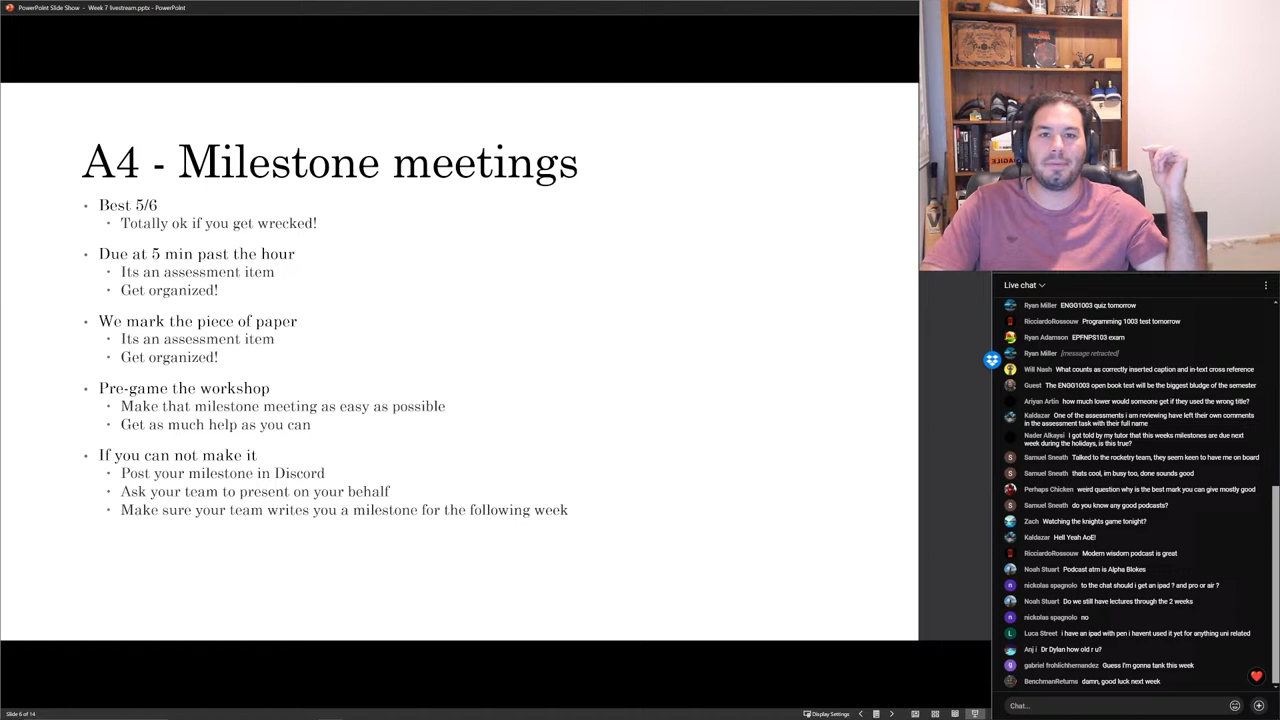 PowerPoint Slide Show - Week 7 livestream.pptx - PowerPoint
A4 - Milestone meetings
• Best 5/6
• Totally ok if you get wrecked!
• Due at 5 min past the hour
• Its an assessment item
• Get organized!
• We mark the piece of paper
• Its an assessment item
• Get organized!
• Pre-game the workshop
• Make that milestone meeting as easy as possible
• Get as much help as you can
• If you can not make it
• Post your milestone in Discord
• Ask your team to present on your behalf
• Make sure your team writes you a milestone for the following week
Slide 6 of 14
Display Settings
FRAGILE
Live chat
Ryan Miller ENGG1003 quiz tomorrow
RicciardoRossouw Programming 1003 test tomorrow
Ryan Adamson EPFNPS103 exam
Ryan Miller [message retracted]
Will Nash What counts as correctly inserted caption and in-text cross reference
Guest The ENGG1003 open book test will be the biggest bludge of the semester
Ariyan Artin how much lower would someone get if they used the wrong title?
Kaldazar One of the assessments i am reviewing have left their own comments
in the assessment task with their full name
Nader Alkaysi I got told by my tutor that this weeks milestones are due next
week during the holidays, is this true?
Samuel Sneath Talked to the rocketry team, they seem keen to have me on board
Samuel Sneath thats cool, im busy too, done sounds good
Perhaps Chicken weird question why is the best mark you can give mostly good
Samuel Sneath do you know any good podcasts?
Zach Watching the knights game tonight?
Kaldazar Hell Yeah AoE!
RicciardoRossouw Modern wisdom podcast is great
Noah Stuart Podcast atm is Alpha Blokes
nickolas spagnolo to the chat should i get an ipad ? and pro or air ?
Noah Stuart Do we still have lectures through the 2 weeks
nickolas spagnolo no
Luca Street i have an ipad with pen i havent used it yet for anything uni related
Anj i Dr Dylan how old r u?
gabriel frohlichhernandez Guess I'm gonna tank this week
BenchmanReturns damn, good luck next week
Chat...